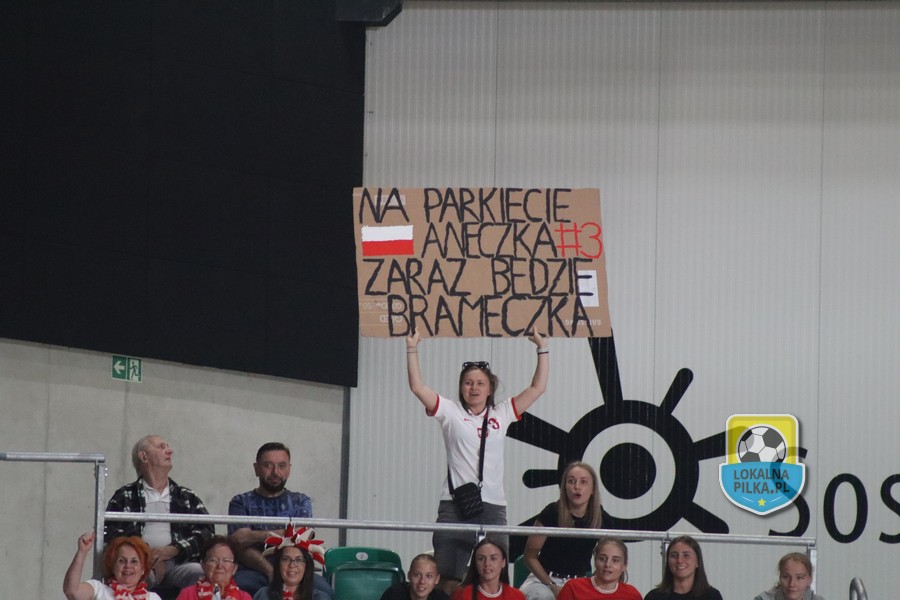 NA PARKIECIE
ANECZKA #3
ZARAZ BĘDZIE
BRAMECZKA
LOKALNA
PILKA.PL
Sos